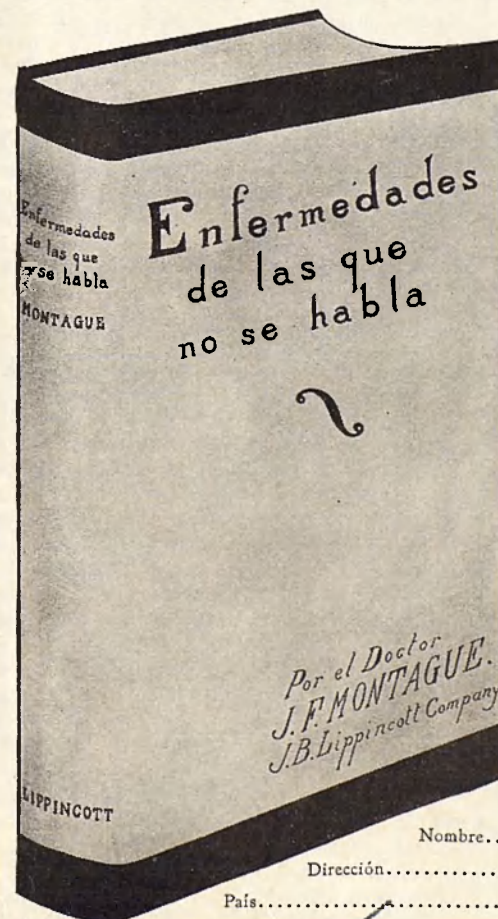 Enfermedades
de las que
se habla
MONTAGUE
LIPPINCOTT
Enfermedades
de las que
no se habla
Por el Doctor
J. F. MONTAGUE.
J. B. Lippincott Company
Nombre..
Dirección.............
País.......................